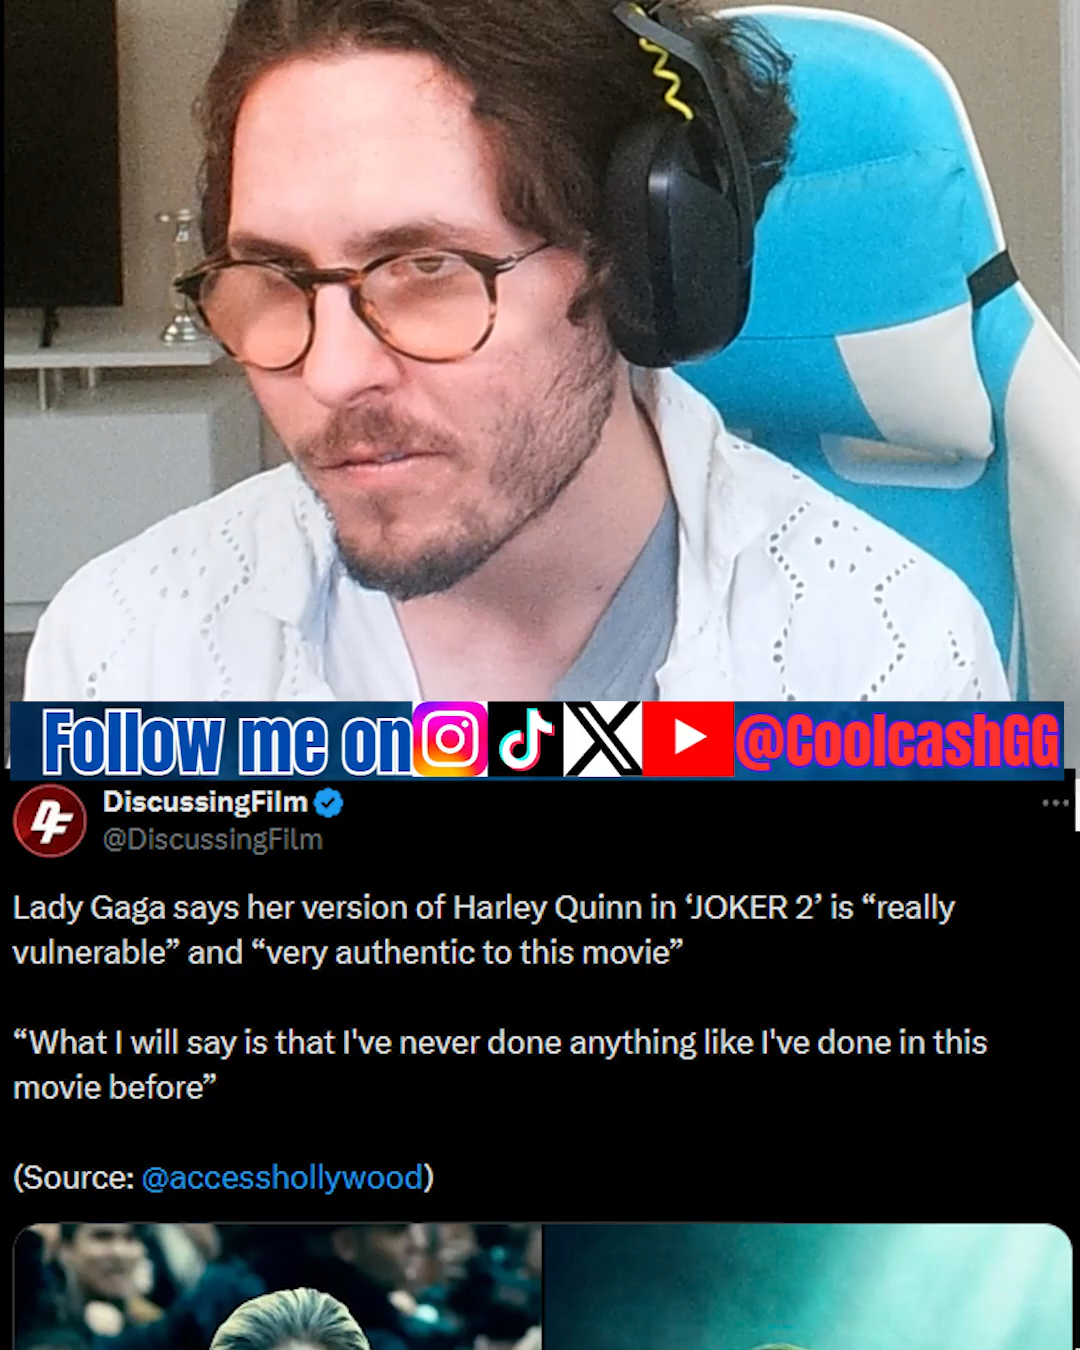 Follow me on @CoolcashGG
DiscussingFilm
@DiscussingFilm
Lady Gaga says her version of Harley Quinn in ‘JOKER 2’ is “really
vulnerable” and “very authentic to this movie”
“What I will say is that I've never done anything like I've done in this
movie before”
(Source: @accesshollywood)